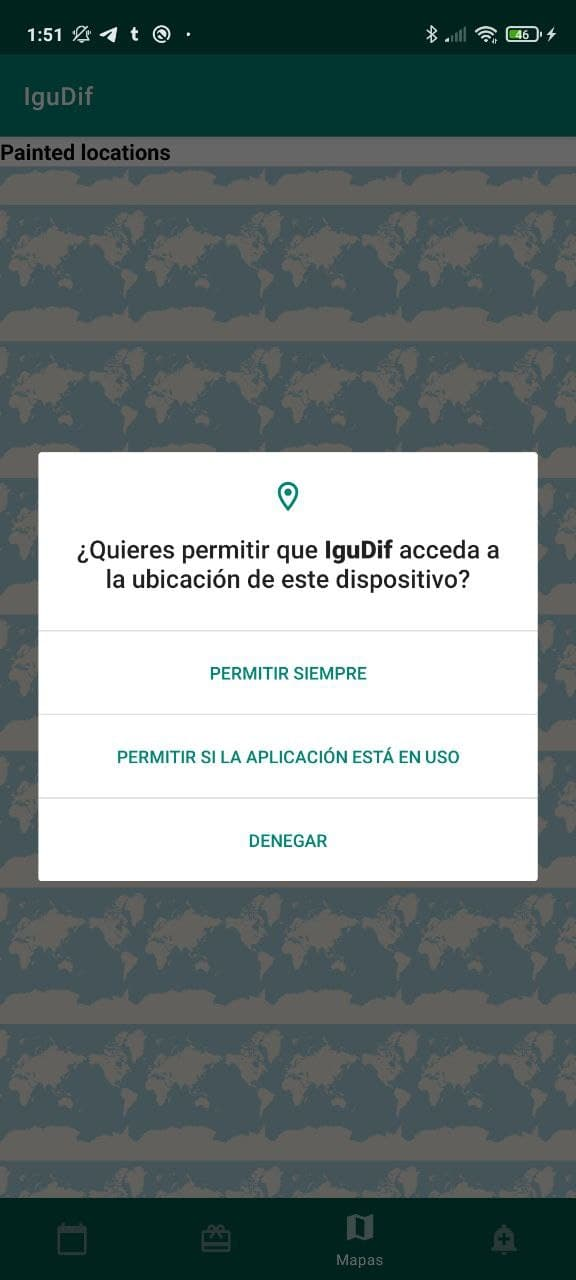 1:51
46
IguDif
Painted locations
¿Quieres permitir que IguDif acceda a
la ubicación de este dispositivo?
PERMITIR SIEMPRE
PERMITIR SI LA APLICACIÓN ESTÁ EN USO
DENEGAR
Mapas